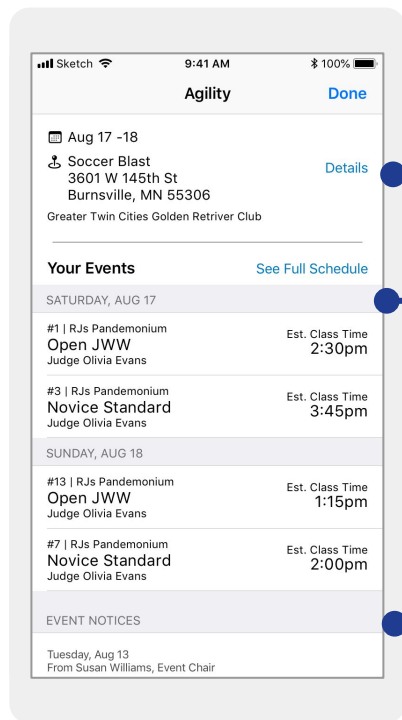 Sketch 9:41 AM 100%
Agility Done
Aug 17 -18
Soccer Blast
3601 W 145th St
Burnsville, MN 55306
Details
Greater Twin Cities Golden Retriver Club
Your Events See Full Schedule
SATURDAY, AUG 17
#1 | RJs Pandemonium
Open JWW
Judge Olivia Evans
Est. Class Time
2:30pm
#3 | RJs Pandemonium
Novice Standard
Judge Olivia Evans
Est. Class Time
3:45pm
SUNDAY, AUG 18
#13 | RJs Pandemonium
Open JWW
Judge Olivia Evans
Est. Class Time
1:15pm
#7 | RJs Pandemonium
Novice Standard
Judge Olivia Evans
Est. Class Time
2:00pm
EVENT NOTICES
Tuesday, Aug 13
From Susan Williams, Event Chair